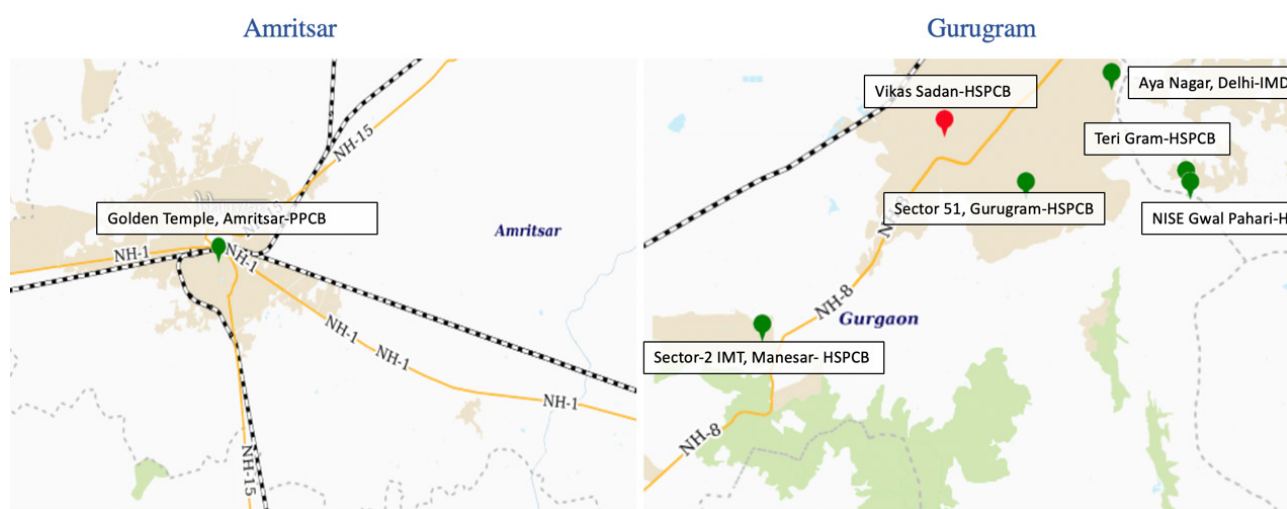 Amritsar
Gurugram
NH-15
Golden Temple, Amritsar-PPCB
NH-1
NH-1
Amritsar
NH-1
NH-1
NH-1
NH-15
Vikas Sadan-HSPCB
Aya Nagar, Delhi-IMD
Teri Gram-HSPCB
Sector 51, Gurugram-HSPCB
NISE Gwal Pahari-H
NH-8
Gurgaon
Sector-2 IMT, Manesar- HSPCB
NH-8